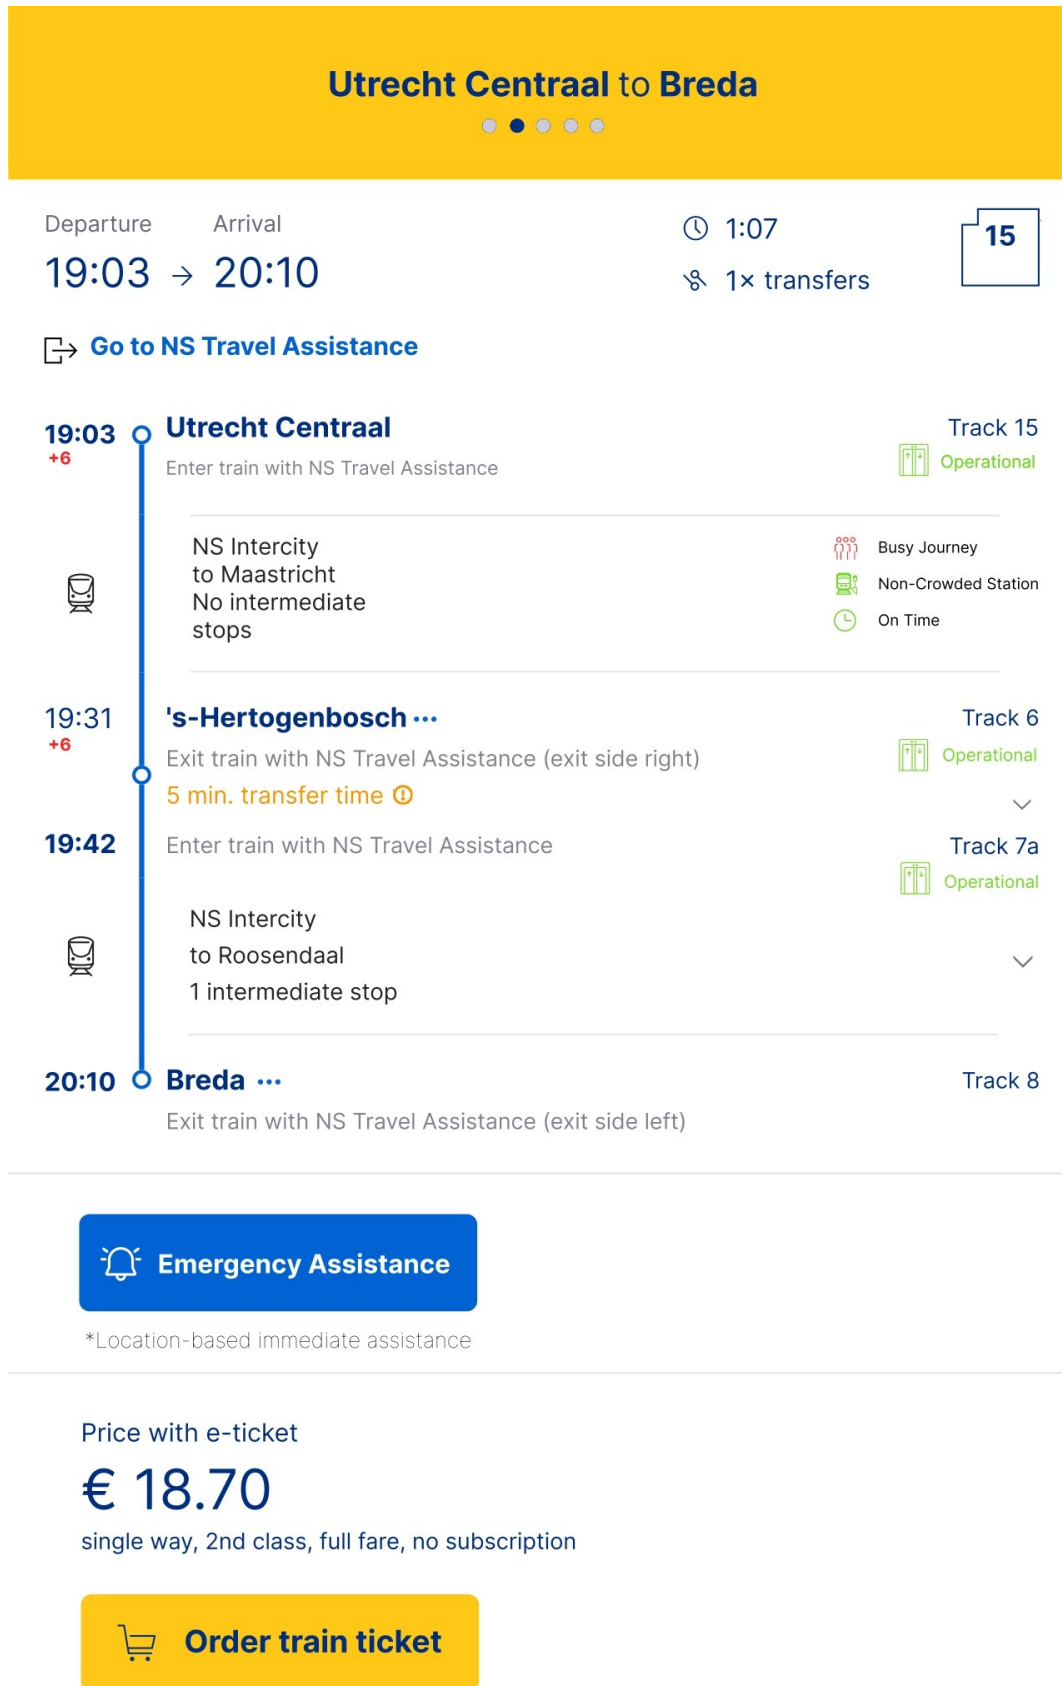 Utrecht Centraal to Breda
Departure Arrival
19:03 → 20:10
1:07
1× transfers
15
Go to NS Travel Assistance
19:03 Utrecht Centraal Track 15
+6
Enter train with NS Travel Assistance
Operational
NS Intercity
to Maastricht
No intermediate
stops
Busy Journey
Non-Crowded Station
On Time
19:31 's-Hertogenbosch ••• Track 6
+6
Exit train with NS Travel Assistance (exit side right)
Operational
5 min. transfer time
19:42 Enter train with NS Travel Assistance Track 7a
Operational
NS Intercity
to Roosendaal
1 intermediate stop
20:10 Breda ••• Track 8
Exit train with NS Travel Assistance (exit side left)
Emergency Assistance
*Location-based immediate assistance
Price with e-ticket
€ 18.70
single way, 2nd class, full fare, no subscription
Order train ticket